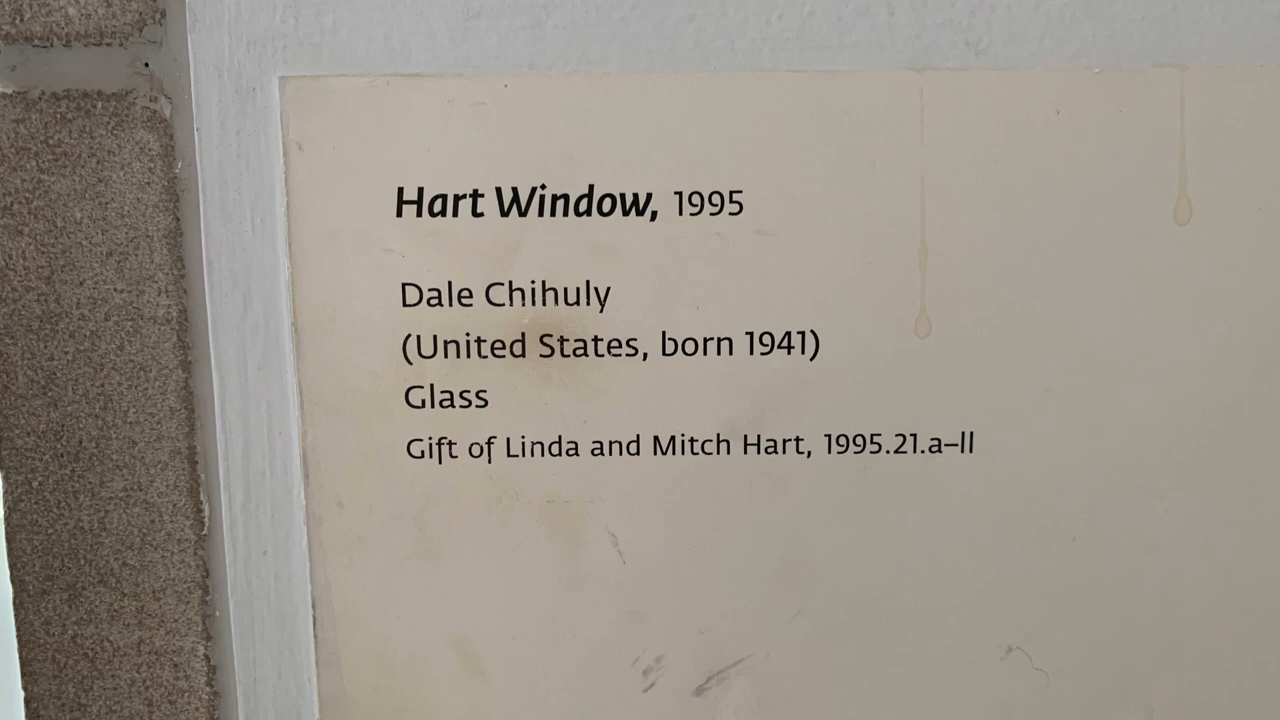 Hart Window, 1995
Dale Chihuly
(United States, born 1941)
Glass
Gift of Linda and Mitch Hart, 1995.21.a–ll